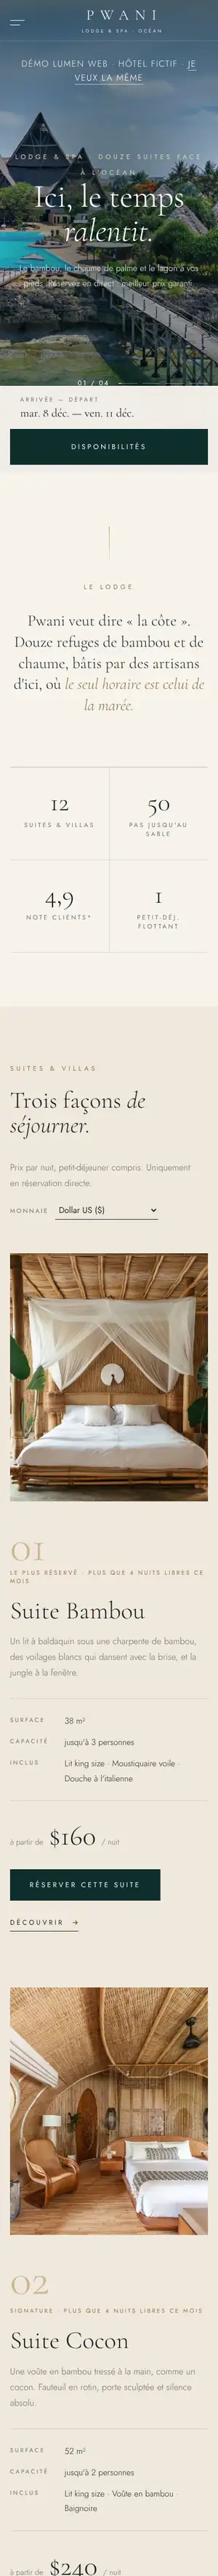 PWANI
LODGE & SPA · OCÉAN
DÉMO LUMEN WEB · HÔTEL FICTIF · JE
VEUX LA MÊME
LODGE & SPA · DOUZE SUITES FACE
À L'OCÉAN
Ici, le temps
ralentit.
Le bambou, le chaume de palme et le lagon à vos
pieds. Réservez en direct : meilleur prix garanti.
01 / 04
ARRIVÉE — DÉPART
mar. 8 déc. — ven. 11 déc.
DISPONIBILITÉS
LE LODGE
Pwani veut dire « la côte ».
Douze refuges de bambou et de
chaume, bâtis par des artisans
d'ici, où le seul horaire est celui de
la marée.
12
SUITES & VILLAS
50
PAS JUSQU'AU
SABLE
4,9
NOTE CLIENTS*
1
PETIT-DÉJ.
FLOTTANT
SUITES & VILLAS
Trois façons de
séjourner.
Prix par nuit, petit-déjeuner compris. Uniquement
en réservation directe.
MONNAIE Dollar US ($)
01
LE PLUS RÉSERVÉ · PLUS QUE 4 NUITS LIBRES CE
MOIS
Suite Bambou
Un lit à baldaquin sous une charpente de bambou,
des voilages blancs qui dansent avec la brise, et la
jungle à la fenêtre.
SURFACE 38 m²
CAPACITÉ jusqu'à 3 personnes
INCLUS Lit king size · Moustiquaire voile ·
Douche à l'italienne
à partir de $160 / nuit
RÉSERVER CETTE SUITE
DÉCOUVRIR →
02
SIGNATURE · PLUS QUE 4 NUITS LIBRES CE MOIS
Suite Cocon
Une voûte en bambou tressé à la main, comme un
cocon. Fauteuil en rotin, porte sculptée et silence
absolu.
SURFACE 52 m²
CAPACITÉ jusqu'à 2 personnes
INCLUS Lit king size · Voûte en bambou ·
Baignoire
à partir de $240 / nuit